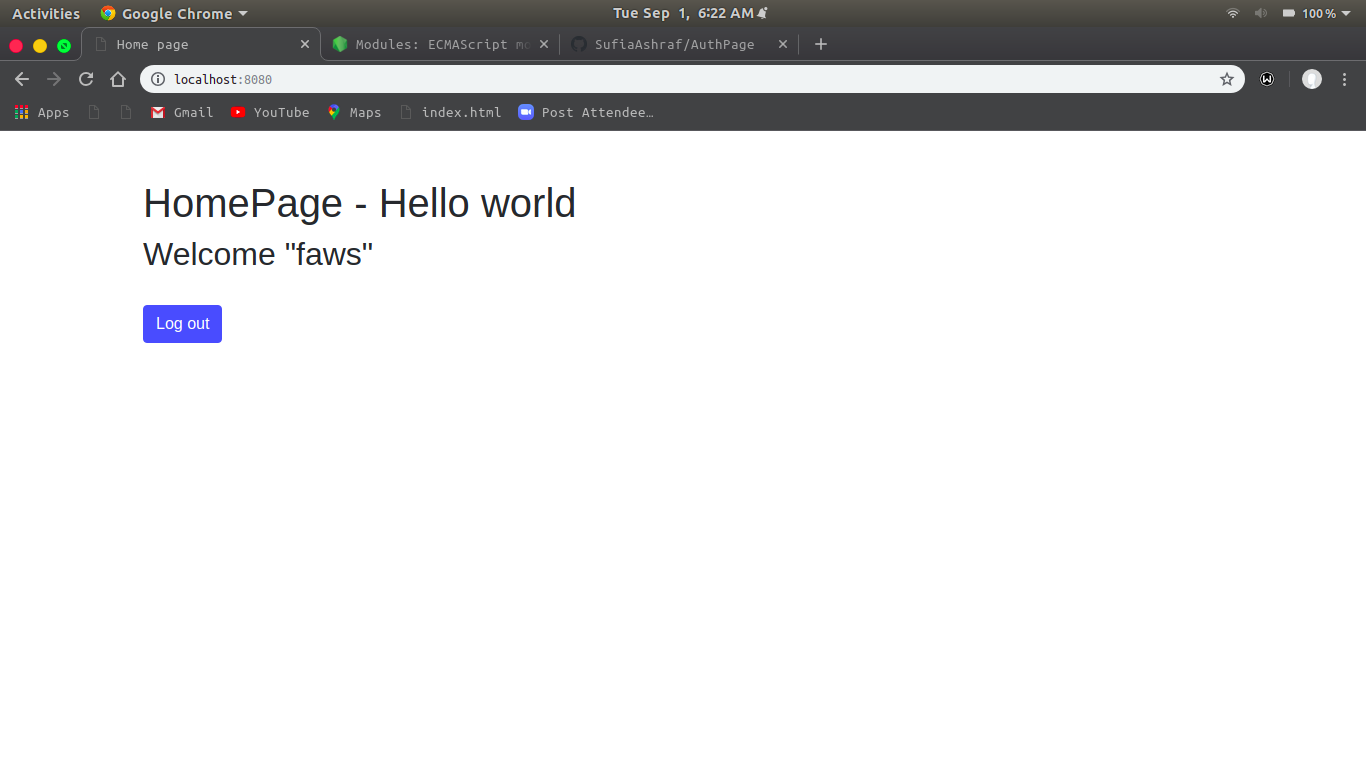 Activities Google Chrome Tue Sep 1, 6:22 AM 100%
Home page Modules: ECMAScript mo SufiaAshraf/AuthPage
localhost:8080
Apps Gmail YouTube Maps index.html Post Attendee…
HomePage - Hello world
Welcome "faws"
Log out